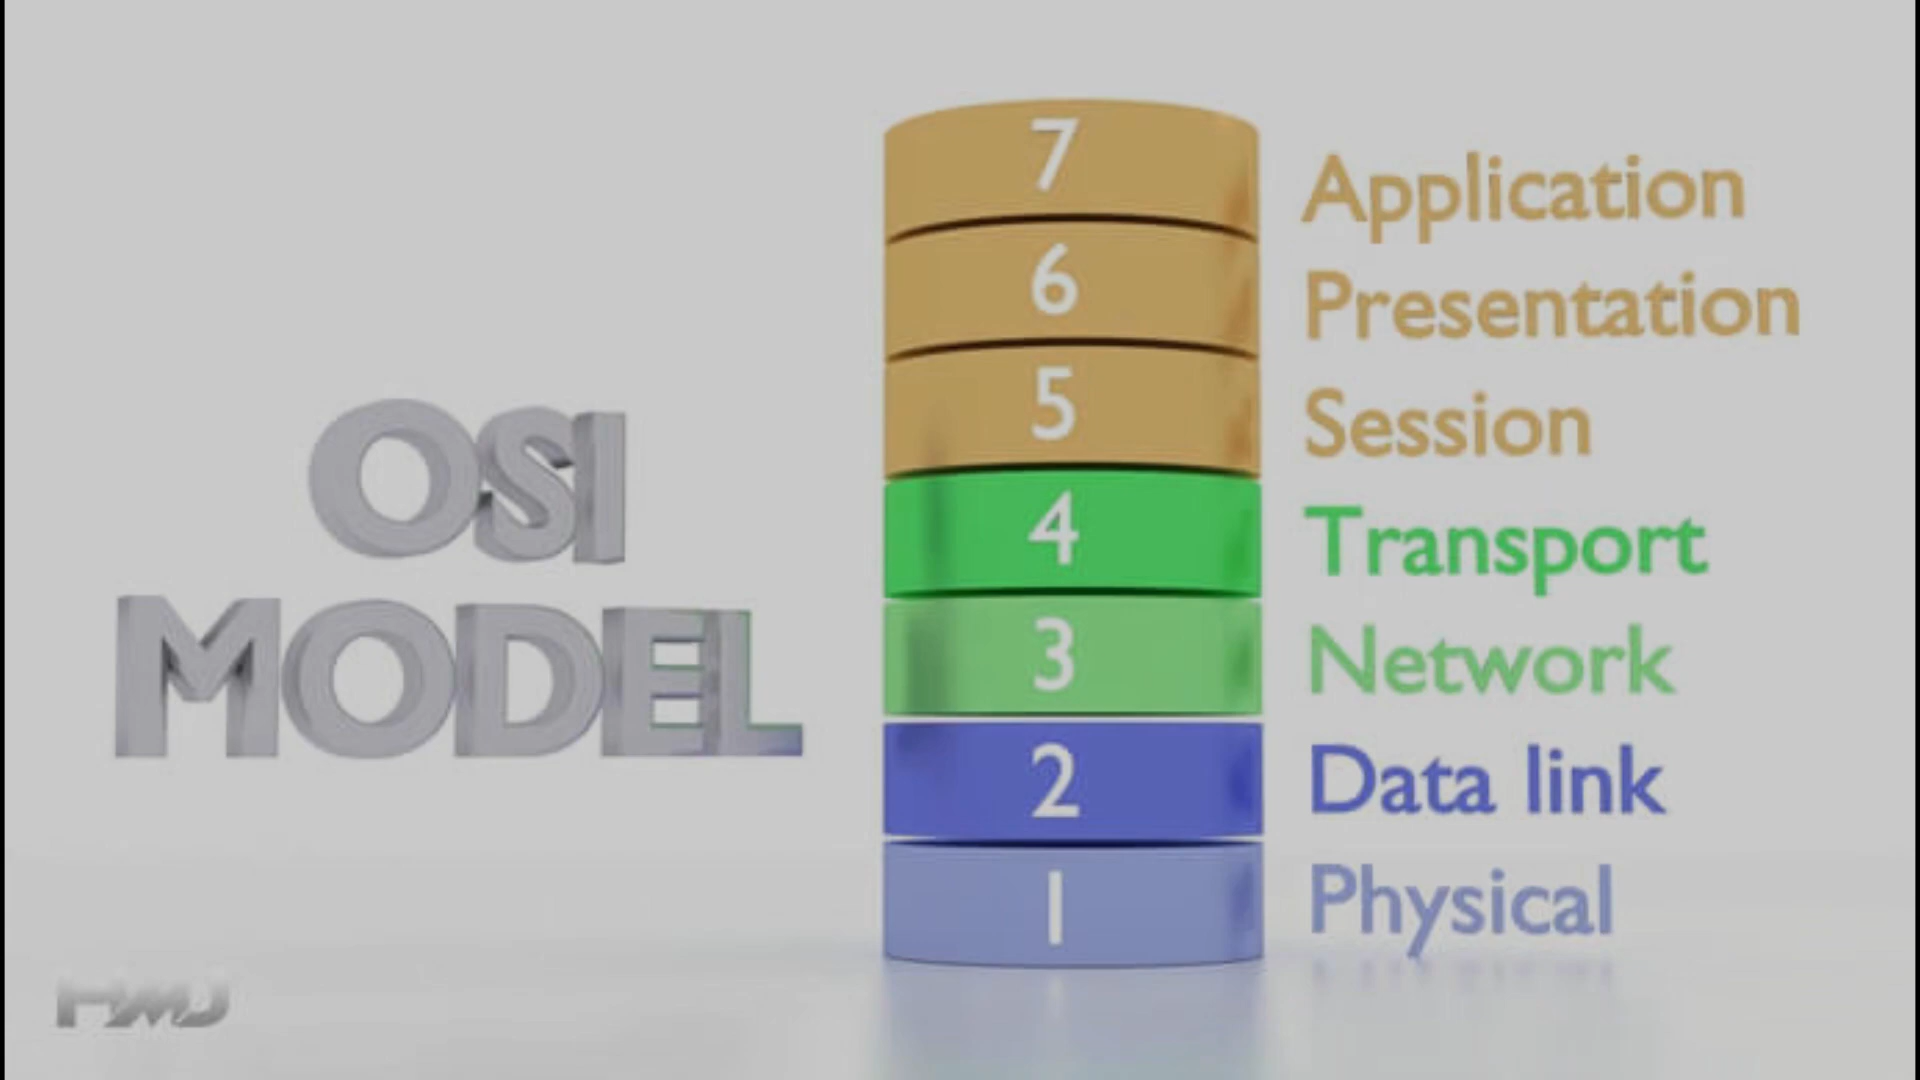 OSI
MODEL
7 Application
6 Presentation
5 Session
4 Transport
3 Network
2 Data link
1 Physical